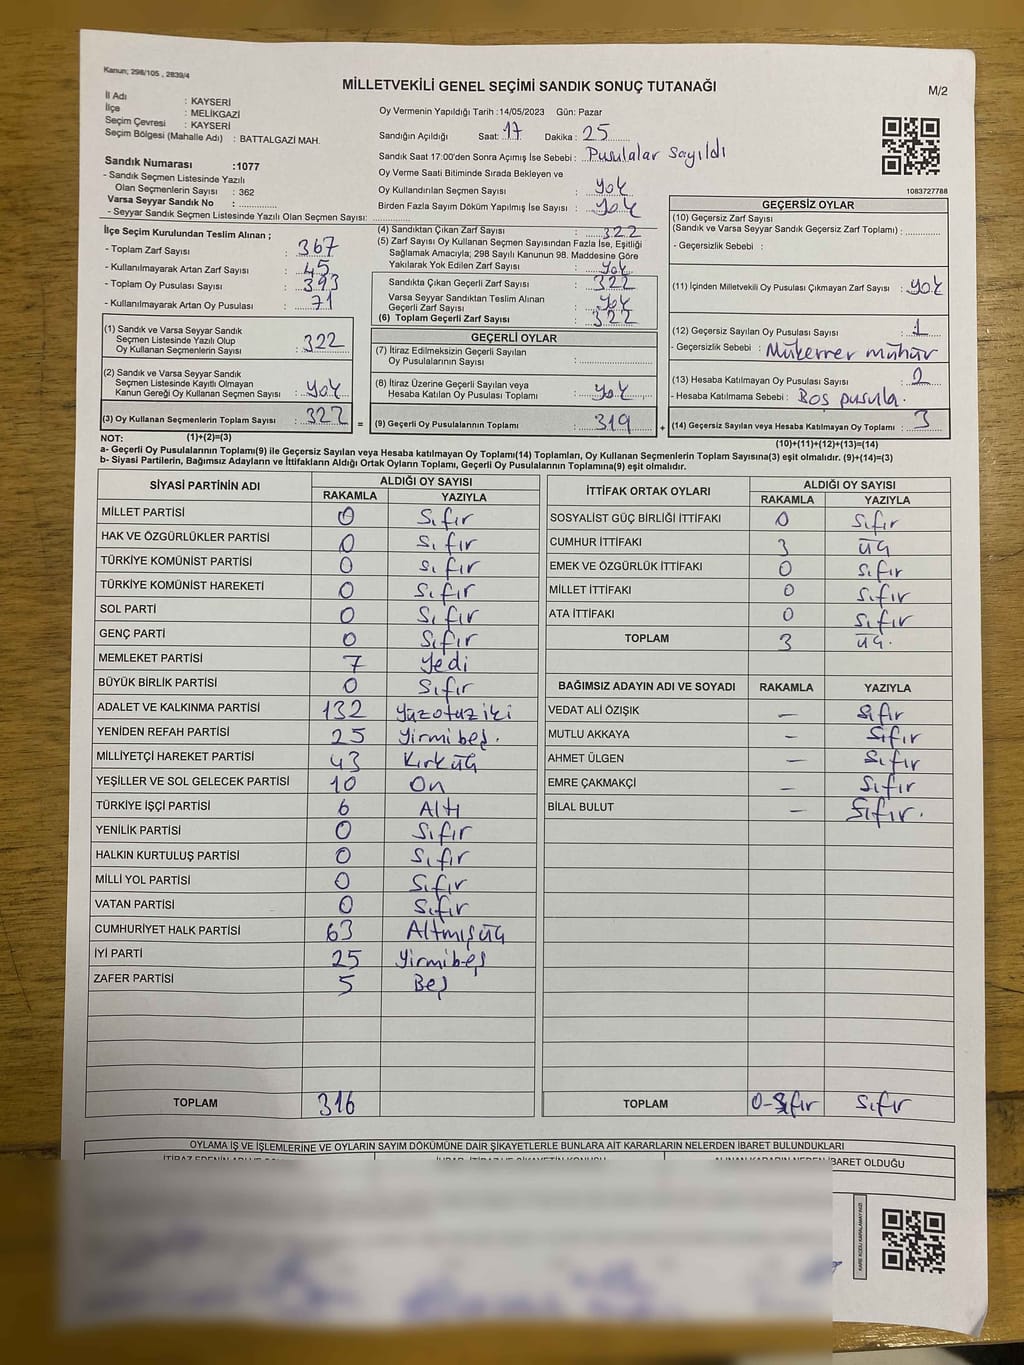 Kanun; 298/105 , 2839/4
MİLLETVEKİLİ GENEL SEÇİMİ SANDIK SONUÇ TUTANAĞI
M/2
İl Adı : KAYSERİ
İlçe : MELİKGAZİ
Seçim Çevresi : KAYSERİ
Seçim Bölgesi (Mahalle Adı) : BATTALGAZİ MAH.
Sandık Numarası :1077
- Sandık Seçmen Listesinde Yazılı
Olan Seçmenlerin Sayısı : 362
Varsa Seyyar Sandık No : ..............
- Seyyar Sandık Seçmen Listesinde Yazılı Olan Seçmen Sayısı: ..............
Oy Vermenin Yapıldığı Tarih :14/05/2023 Gün: Pazar
Sandığın Açıldığı Saat: 17 Dakika : 25
Sandık Saat 17:00'den Sonra Açımış İse Sebebi : Pusulalar sayıldı
Oy Verme Saati Bitiminde Sırada Bekleyen ve
Oy Kullandırılan Seçmen Sayısı : yok
Birden Fazla Sayım Döküm Yapılmış İse Sayısı : yok
1083727788
İlçe Seçim Kurulundan Teslim Alınan ;
- Toplam Zarf Sayısı : 367
- Kullanılmayarak Artan Zarf Sayısı : 45
- Toplam Oy Pusulası Sayısı : 393
- Kullanılmayarak Artan Oy Pusulası : 71
(1) Sandık ve Varsa Seyyar Sandık
Seçmen Listesinde Yazılı Olup
Oy Kullanan Seçmenlerin Sayısı : 322
(2) Sandık ve Varsa Seyyar Sandık
Seçmen Listesinde Kayıtlı Olmayan
Kanun Gereği Oy Kullanan Seçmen Sayısı : yok
(3) Oy Kullanan Seçmenlerin Toplam Sayısı : 322 =
(4) Sandıktan Çıkan Zarf Sayısı : 322
(5) Zarf Sayısı Oy Kullanan Seçmen Sayısından Fazla İse, Eşitliği
Sağlamak Amacıyla; 298 Sayılı Kanunun 98. Maddesine Göre
Yakılarak Yok Edilen Zarf Sayısı : yok
Sandıkta Çıkan Geçerli Zarf Sayısı : 322
Varsa Seyyar Sandıktan Teslim Alınan
Geçerli Zarf Sayısı : yok
(6) Toplam Geçerli Zarf Sayısı : 322
GEÇERLİ OYLAR
(7) İtiraz Edilmeksizin Geçerli Sayılan
Oy Pusulalarının Sayısı : ..............
(8) İtiraz Üzerine Geçerli Sayılan veya
Hesaba Katılan Oy Pusulası Toplamı : yok
(9) Geçerli Oy Pusulalarının Toplamı : 319 +
GEÇERSİZ OYLAR
(10) Geçersiz Zarf Sayısı
(Sandık ve Varsa Seyyar Sandık Geçersiz Zarf Toplamı) : ..............
- Geçersizlik Sebebi :
(11) İçinden Milletvekili Oy Pusulası Çıkmayan Zarf Sayısı : yok
(12) Geçersiz Sayılan Oy Pusulası Sayısı : 1
- Geçersizlik Sebebi : Mükerrer mühür
(13) Hesaba Katılmayan Oy Pusulası Sayısı : 2
- Hesaba Katılmama Sebebi : Boş pusula.
(14) Geçersiz Sayılan veya Hesaba Katılmayan Oy Toplamı : 3
NOT: (1)+(2)=(3) (10)+(11)+(12)+(13)=(14)
a- Geçerli Oy Pusulalarının Toplamı(9) ile Geçersiz Sayılan veya Hesaba katılmayan Oy Toplamı(14) Toplamları, Oy Kullanan Seçmenlerin Toplam Sayısına(3) eşit olmalıdır. (9)+(14)=(3)
b- Siyasi Partilerin, Bağımsız Adayların ve İttifakların Aldığı Ortak Oyların Toplamı, Geçerli Oy Pusulalarının Toplamına(9) eşit olmalıdır.
SİYASİ PARTİNİN ADI ALDIĞI OY SAYISI
RAKAMLA YAZIYLA
MİLLET PARTİSİ 0 Sıfır
HAK VE ÖZGÜRLÜKLER PARTİSİ 0 Sıfır
TÜRKİYE KOMÜNİST PARTİSİ 0 Sıfır
TÜRKİYE KOMÜNİST HAREKETİ 0 Sıfır
SOL PARTİ 0 Sıfır
GENÇ PARTİ 0 Sıfır
MEMLEKET PARTİSİ 7 Yedi
BÜYÜK BİRLİK PARTİSİ 0 Sıfır
ADALET VE KALKINMA PARTİSİ 132 Yüzotuziki
YENİDEN REFAH PARTİSİ 25 Yirmibeş.
MİLLİYETÇİ HAREKET PARTİSİ 43 Kırküç
YEŞİLLER VE SOL GELECEK PARTİSİ 10 On
TÜRKİYE İŞÇİ PARTİSİ 6 Altı
YENİLİK PARTİSİ 0 Sıfır
HALKIN KURTULUŞ PARTİSİ 0 Sıfır
MİLLİ YOL PARTİSİ 0 Sıfır
VATAN PARTİSİ 0 Sıfır
CUMHURİYET HALK PARTİSİ 63 Altmışüç
İYİ PARTİ 25 Yirmibeş
ZAFER PARTİSİ 5 Beş
TOPLAM 316
İTTİFAK ORTAK OYLARI ALDIĞI OY SAYISI
RAKAMLA YAZIYLA
SOSYALİST GÜÇ BİRLİĞİ İTTİFAKI 0 Sıfır
CUMHUR İTTİFAKI 3 Üç
EMEK VE ÖZGÜRLÜK İTTİFAKI 0 Sıfır
MİLLET İTTİFAKI 0 Sıfır
ATA İTTİFAKI 0 Sıfır
TOPLAM 3 Üç.
BAĞIMSIZ ADAYIN ADI VE SOYADI RAKAMLA YAZIYLA
VEDAT ALİ ÖZIŞIK — Sıfır
MUTLU AKKAYA — Sıfır
AHMET ÜLGEN — Sıfır
EMRE ÇAKMAKÇİ — Sıfır
BİLAL BULUT — Sıfır.
TOPLAM 0-Sıfır Sıfır
OYLAMA İŞ VE İŞLEMLERİNE VE OYLARIN SAYIM DÖKÜMÜNE DAİR ŞİKAYETLERLE BUNLARA AİT KARARLARIN NELERDEN İBARET BULUNDUKLARI
ALINAN KARARIN NEDEN İBARET OLDUĞU
KARE KODU KARALAMAYINIZ